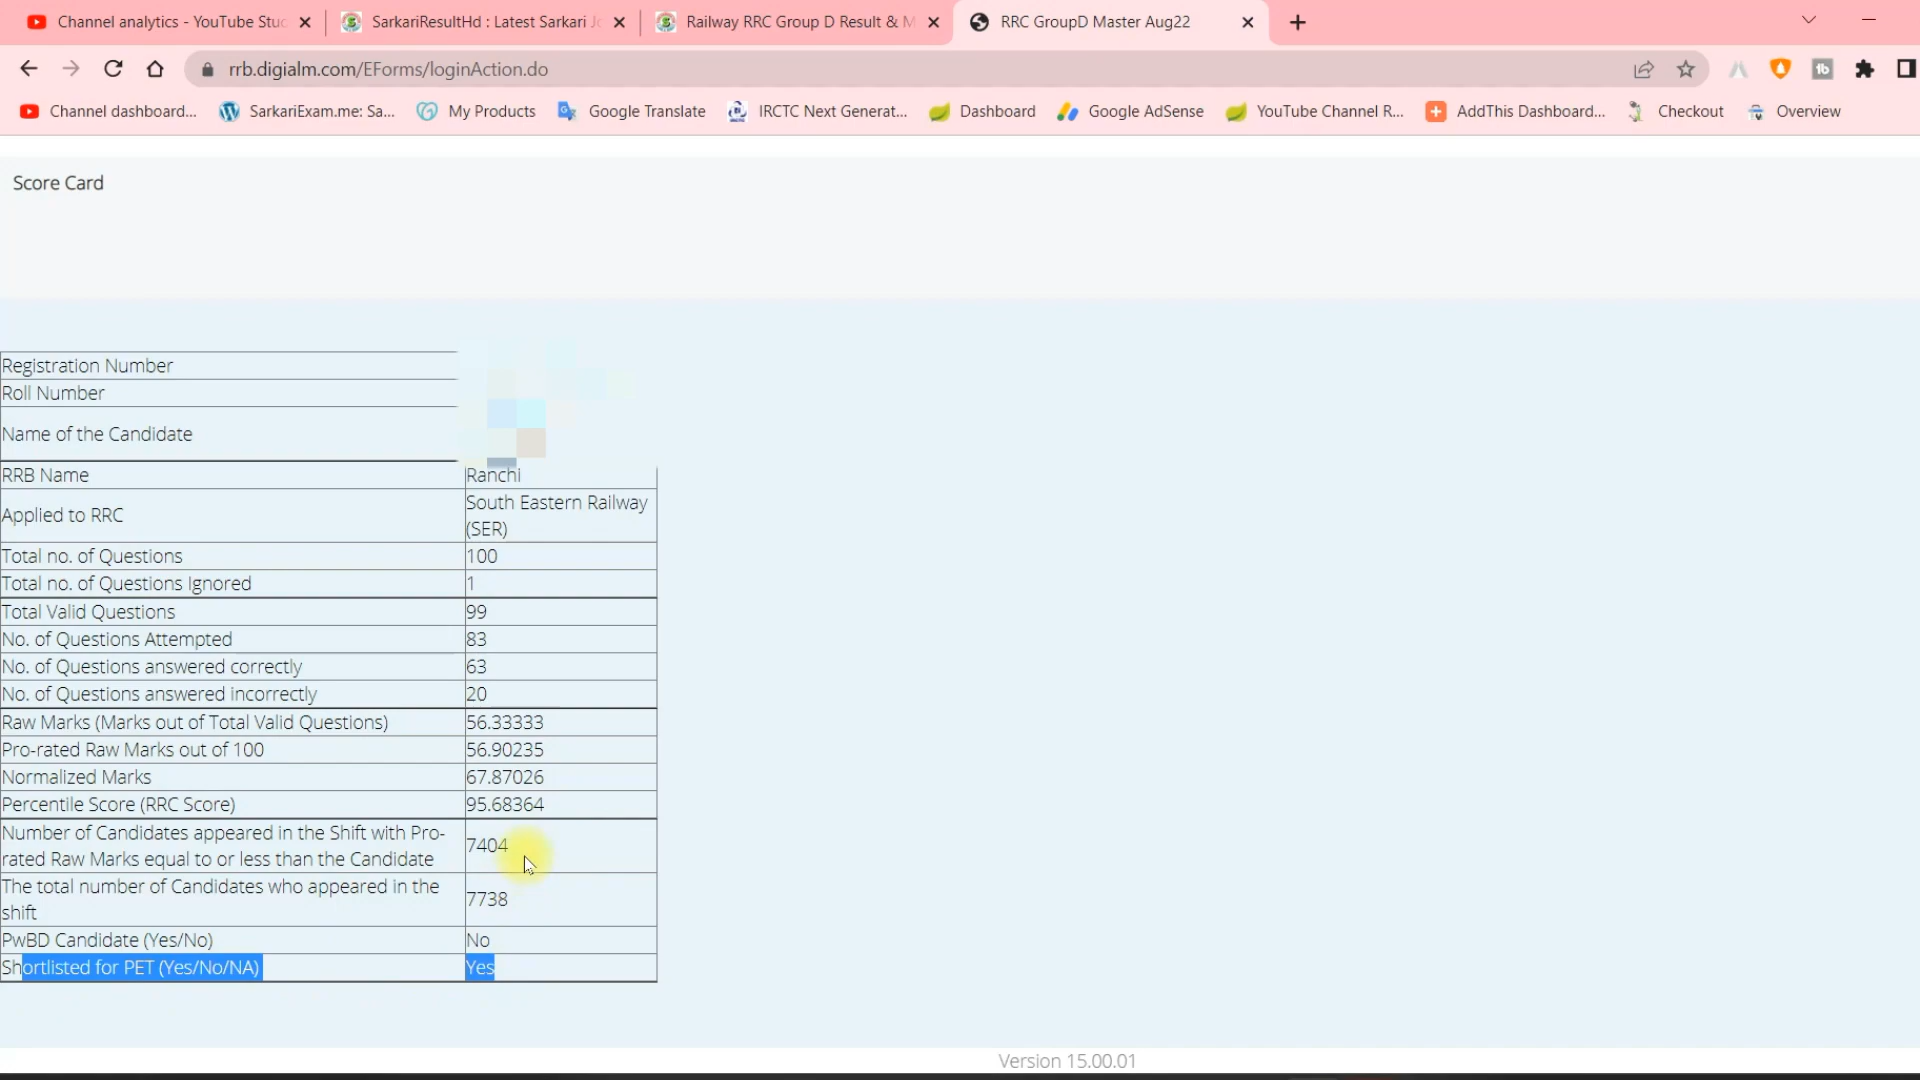 Channel analytics - YouTube Stu
SarkariResultHd : Latest Sarkari J
Railway RRC Group D Result & M
RRC GroupD Master Aug22
rrb.digialm.com/EForms/loginAction.do
Channel dashboard...
SarkariExam.me: Sa...
My Products
Google Translate
IRCTC Next Generat...
Dashboard
Google AdSense
YouTube Channel R...
AddThis Dashboard...
Checkout
Overview
Score Card
Registration Number
Roll Number
Name of the Candidate
RRB Name Ranchi
Applied to RRC South Eastern Railway
(SER)
Total no. of Questions 100
Total no. of Questions Ignored 1
Total Valid Questions 99
No. of Questions Attempted 83
No. of Questions answered correctly 63
No. of Questions answered incorrectly 20
Raw Marks (Marks out of Total Valid Questions) 56.33333
Pro-rated Raw Marks out of 100 56.90235
Normalized Marks 67.87026
Percentile Score (RRC Score) 95.68364
Number of Candidates appeared in the Shift with Pro-
rated Raw Marks equal to or less than the Candidate 7404
The total number of Candidates who appeared in the
shift 7738
PwBD Candidate (Yes/No) No
Shortlisted for PET (Yes/No/NA) Yes
Version 15.00.01